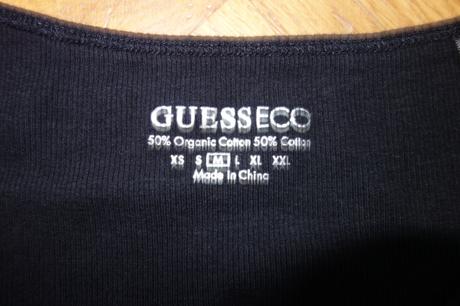 GUESSECO
50% Organic Cotton 50% Cotton
XS S M L XL XXL
Made in China